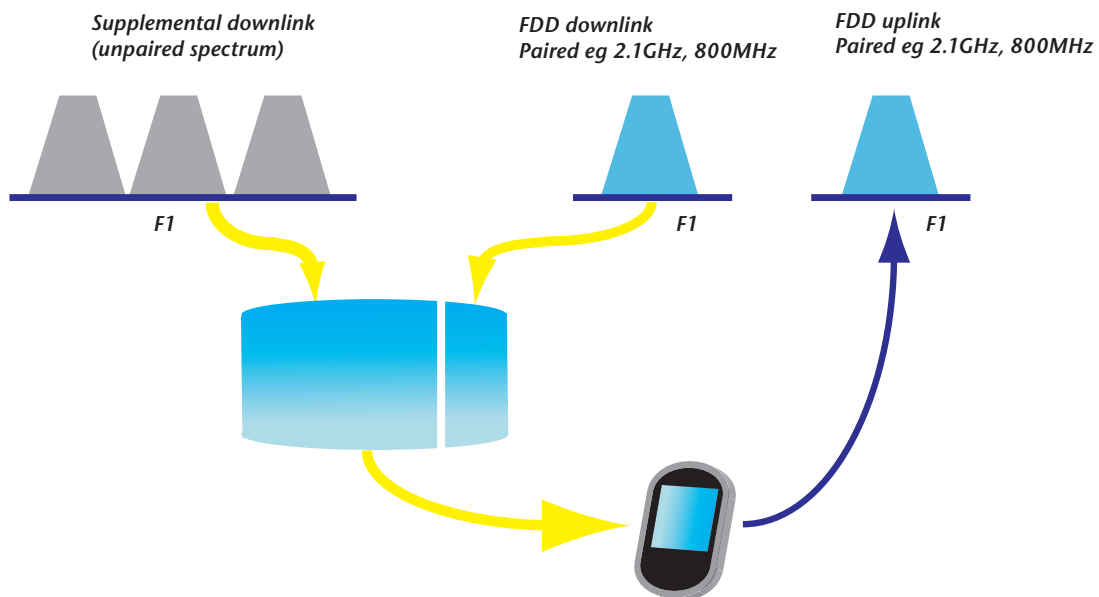 Supplemental downlink
(unpaired spectrum)
FDD downlink
Paired eg 2.1GHz, 800MHz
FDD uplink
Paired eg 2.1GHz, 800MHz
F1
F1
F1